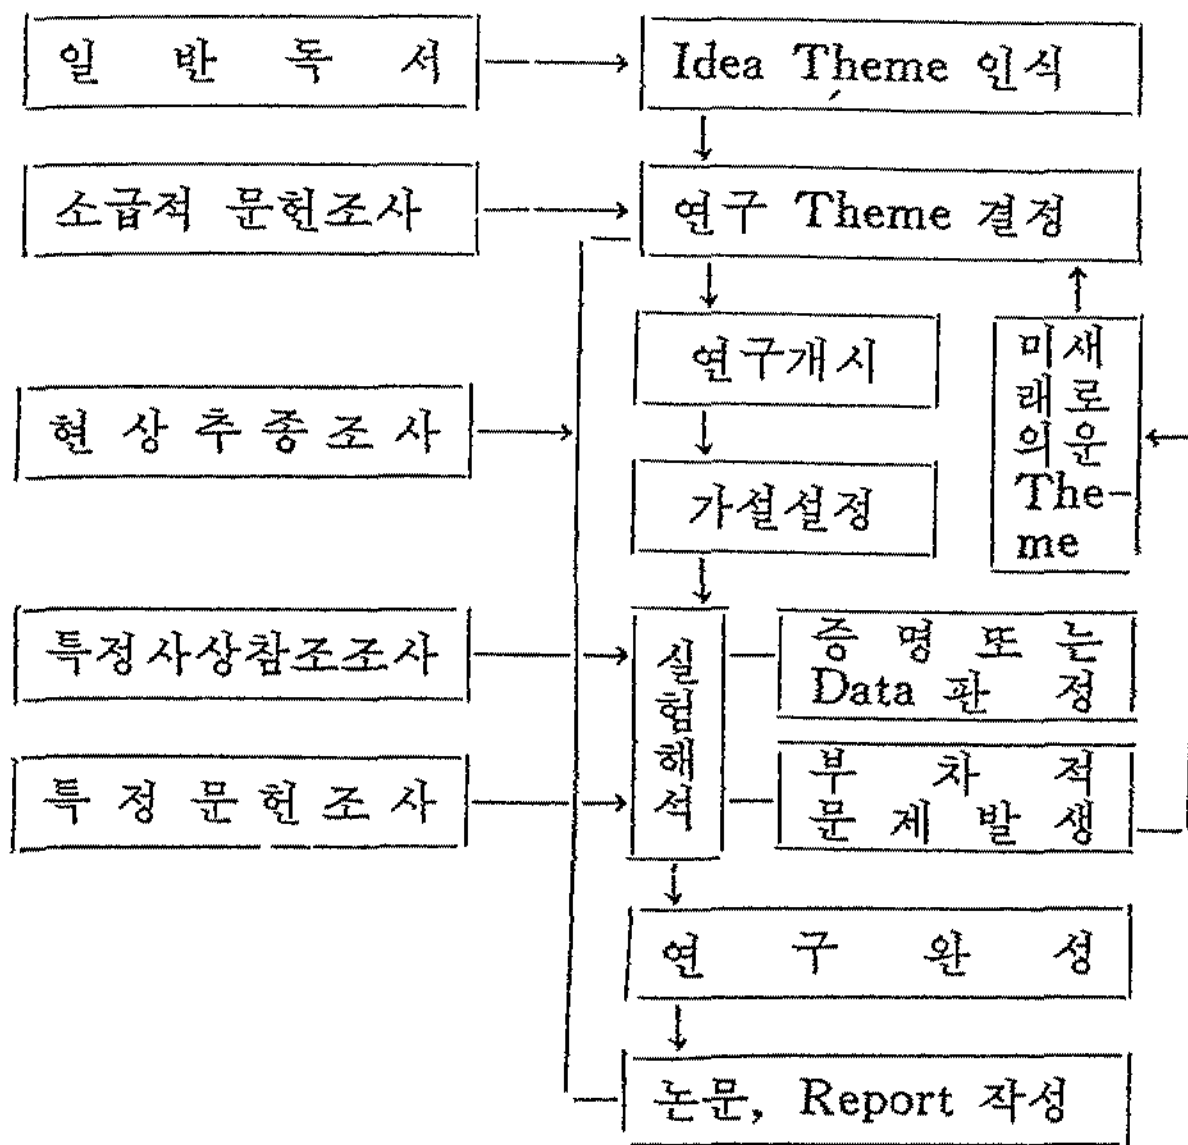 일 반 독 서
Idea Theme 인식
소급적 문헌조사
연구 Theme 결정
연구개시
미새
래로
의운
The-
me
현 상 추 종 조 사
가설설정
특정사상참조조사
실험해석
증 명 또 는
Data 판 정
특 정 문 헌 조 사
부 차 적
문 제 발 생
연 구 완 성
논문, Report 작성